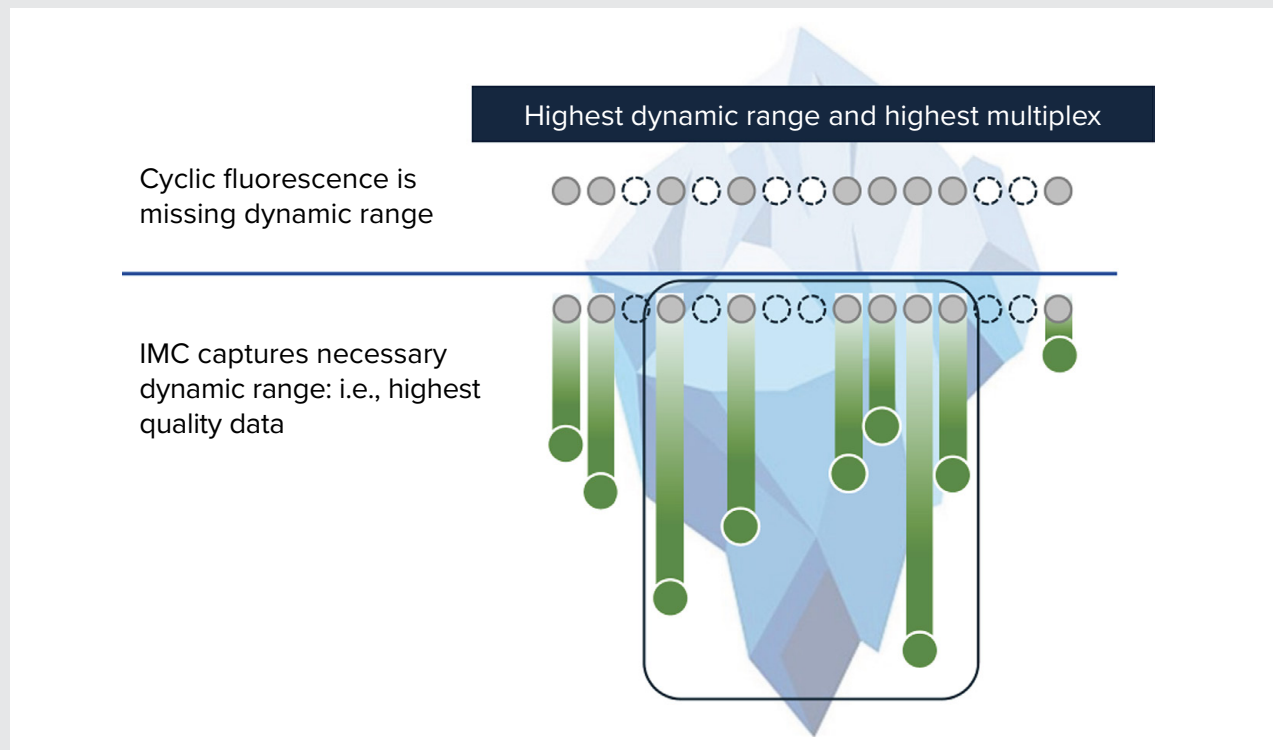 Highest dynamic range and highest multiplex
Cyclic fluorescence is
missing dynamic range
IMC captures necessary
dynamic range: i.e., highest
quality data